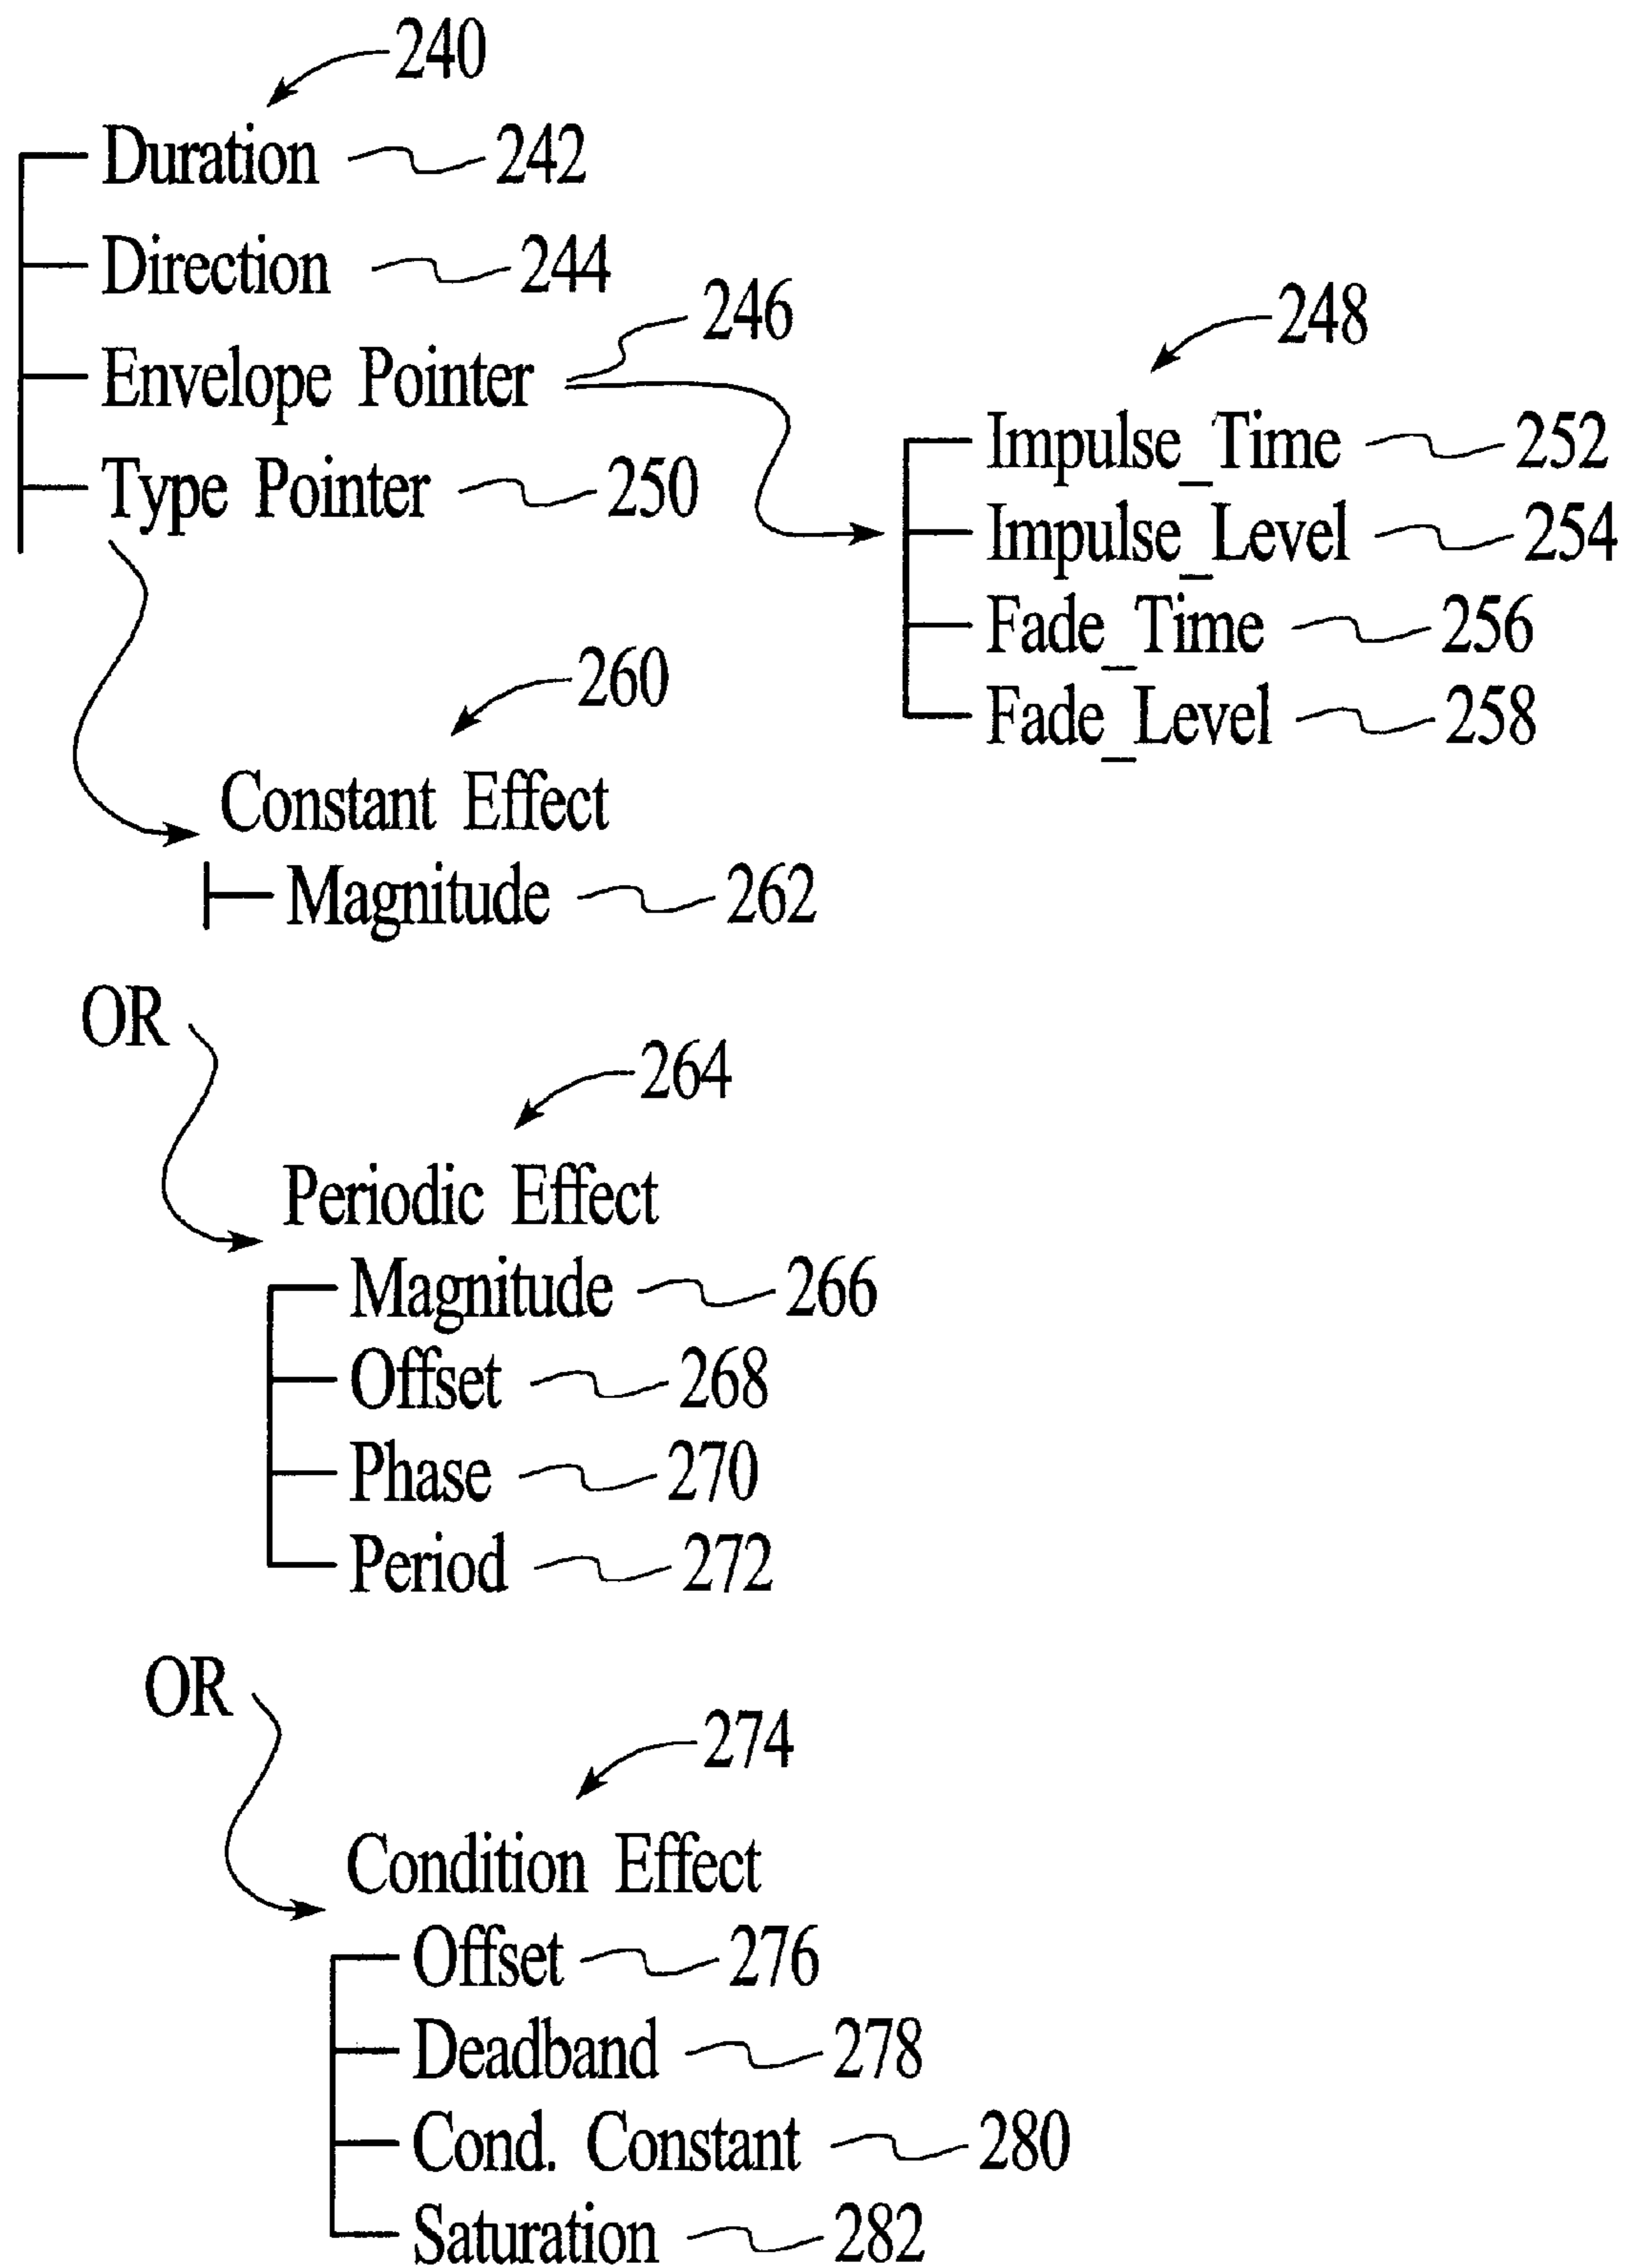 240
Duration 242
Direction 244
Envelope Pointer 246
Type Pointer 250
248
Impulse_Time 252
Impulse_Level 254
Fade_Time 256
Fade_Level 258
260
Constant Effect
Magnitude 262
OR
264
Periodic Effect
Magnitude 266
Offset 268
Phase 270
Period 272
OR
274
Condition Effect
Offset 276
Deadband 278
Cond. Constant 280
Saturation 282